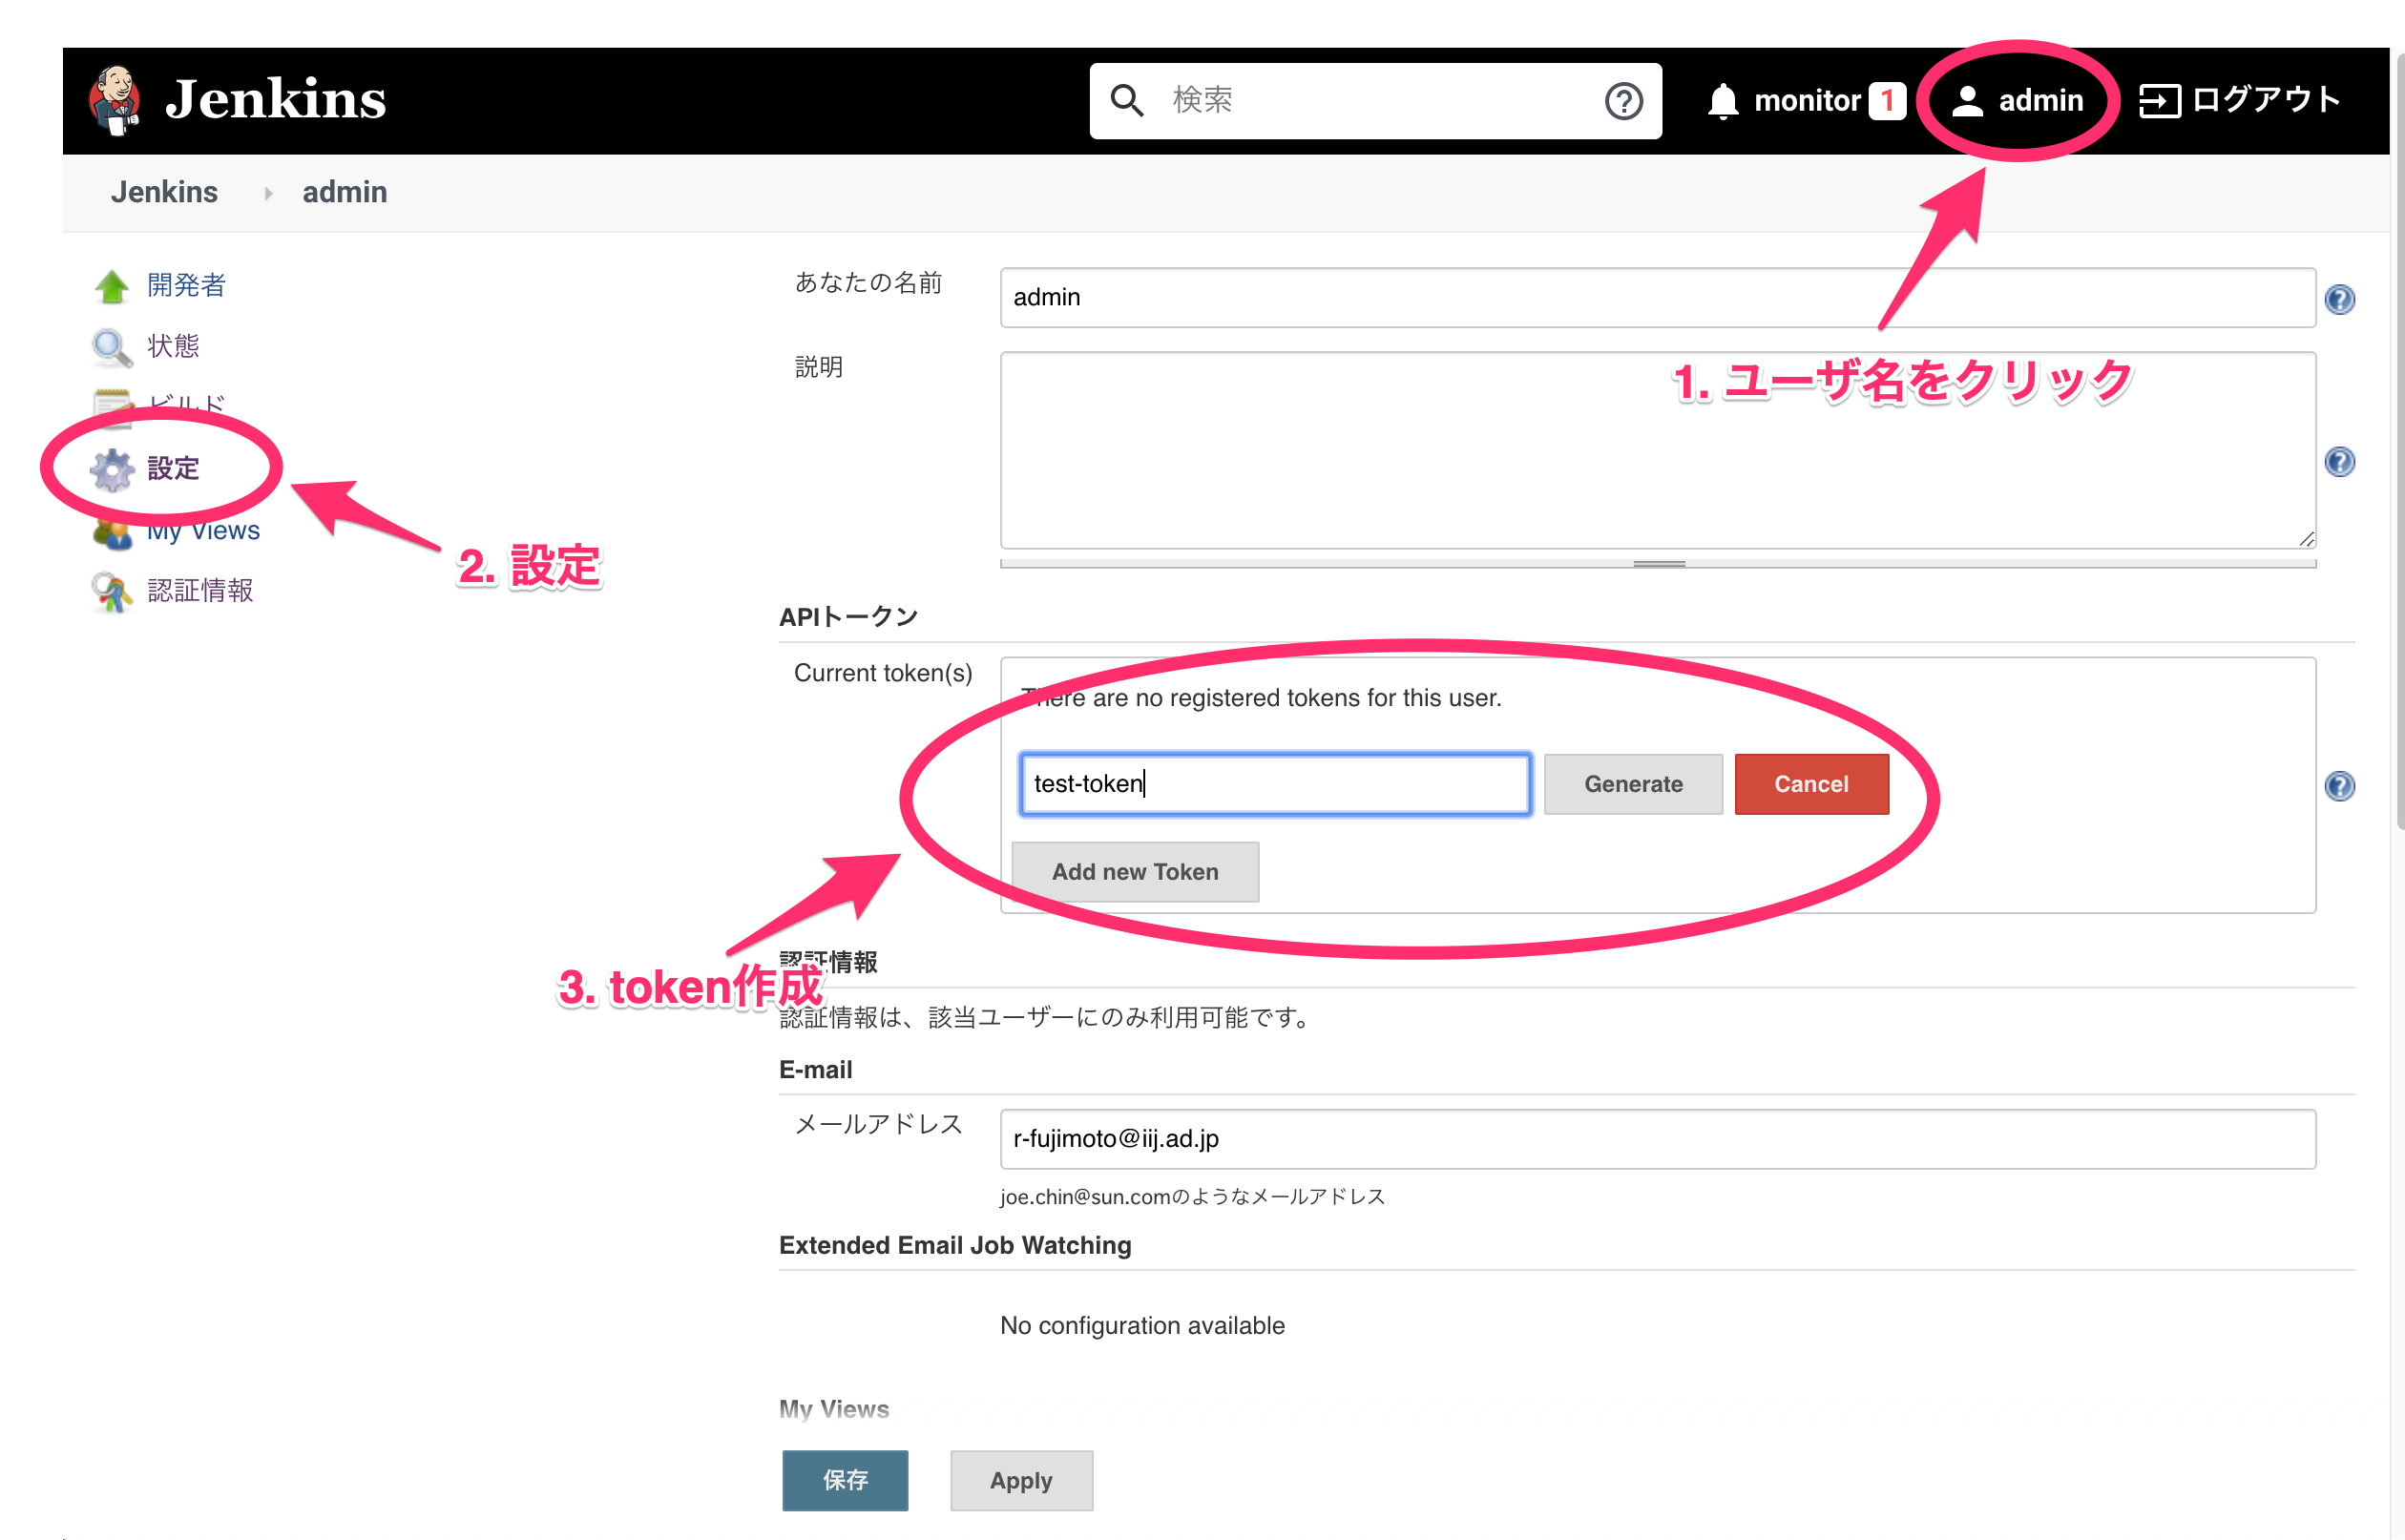 Jenkins
検索
monitor 1
admin
ログアウト
Jenkins
admin
開発者
状態
ビルド
設定
My Views
認証情報
あなたの名前
admin
説明
1. ユーザ名をクリック
2. 設定
APIトークン
Current token(s)
There are no registered tokens for this user.
test-token
Generate
Cancel
Add new Token
3. token作成
認証情報
認証情報は、該当ユーザーにのみ利用可能です。
E-mail
メールアドレス
r-fujimoto@iij.ad.jp
joe.chin@sun.comのようなメールアドレス
Extended Email Job Watching
No configuration available
My Views
保存
Apply